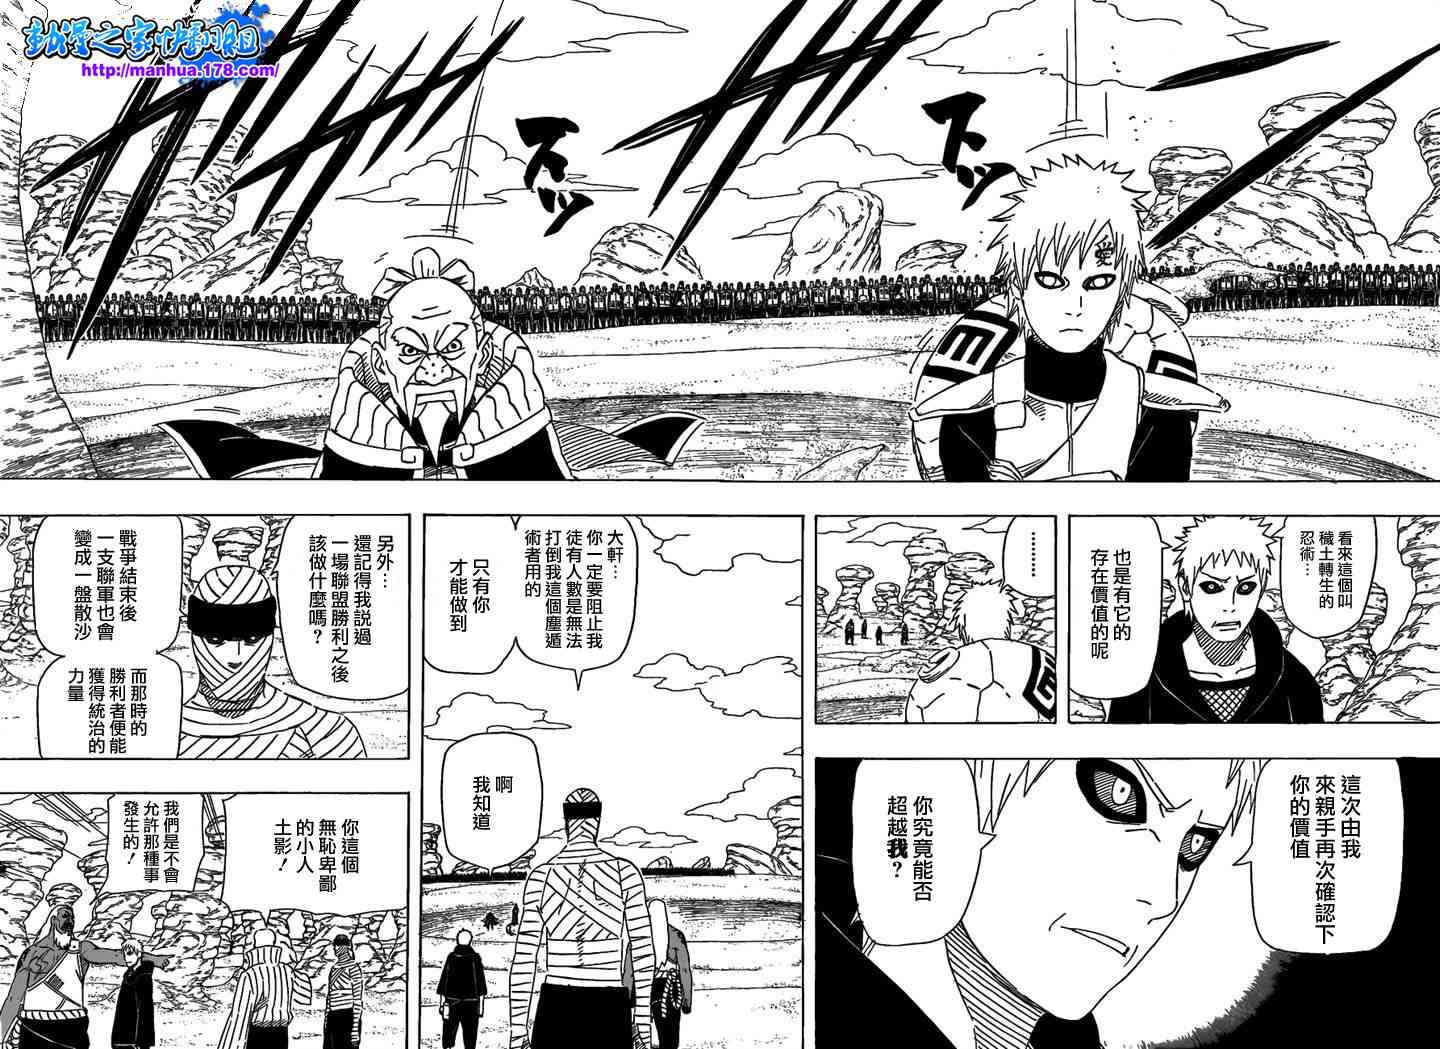 動漫之家汉化組
http://manhua.178.com/
ズ
ズッ
愛
看來這個叫
穢土轉生的
忍術…
也是有它的
存在價值的呢
…………
這次由我
來親手再次確認下
你的價值
你究竟能否
超越我？
大軒…
你一定要阻止我
徒有人數是無法
打倒我這個塵遁
術者用的
只有你
才能做到
啊
我知道
另外…
還記得我説過
一場聯盟勝利之後
該做什麼嗎？
戰爭結束後
一支聯軍也會
變成一盤散沙
而那時的
勝利者便能
獲得統治的
力量
你這個
無恥卑鄙
的小人
土影！
我們是不會
允許那種事
發生的！